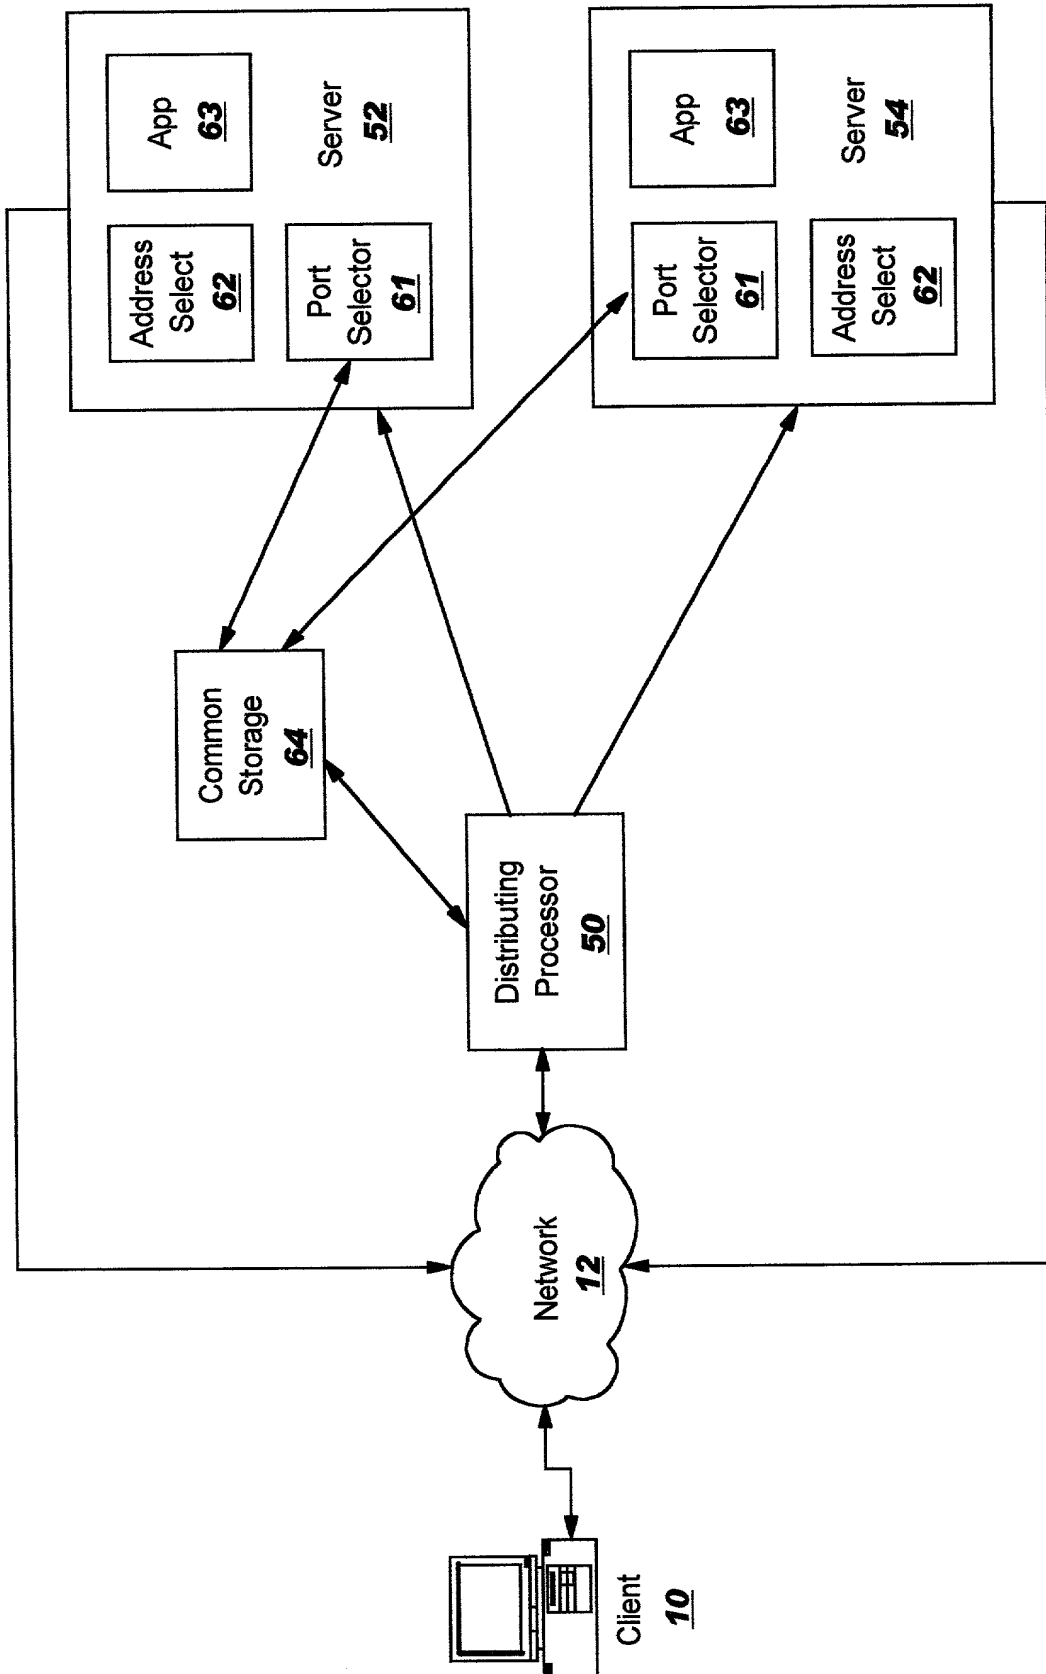 Client
10
Network
12
Distributing
Processor
50
Common
Storage
64
Address
Select
62
App
63
Port
Selector
61
Server
52
Port
Selector
61
App
63
Address
Select
62
Server
54